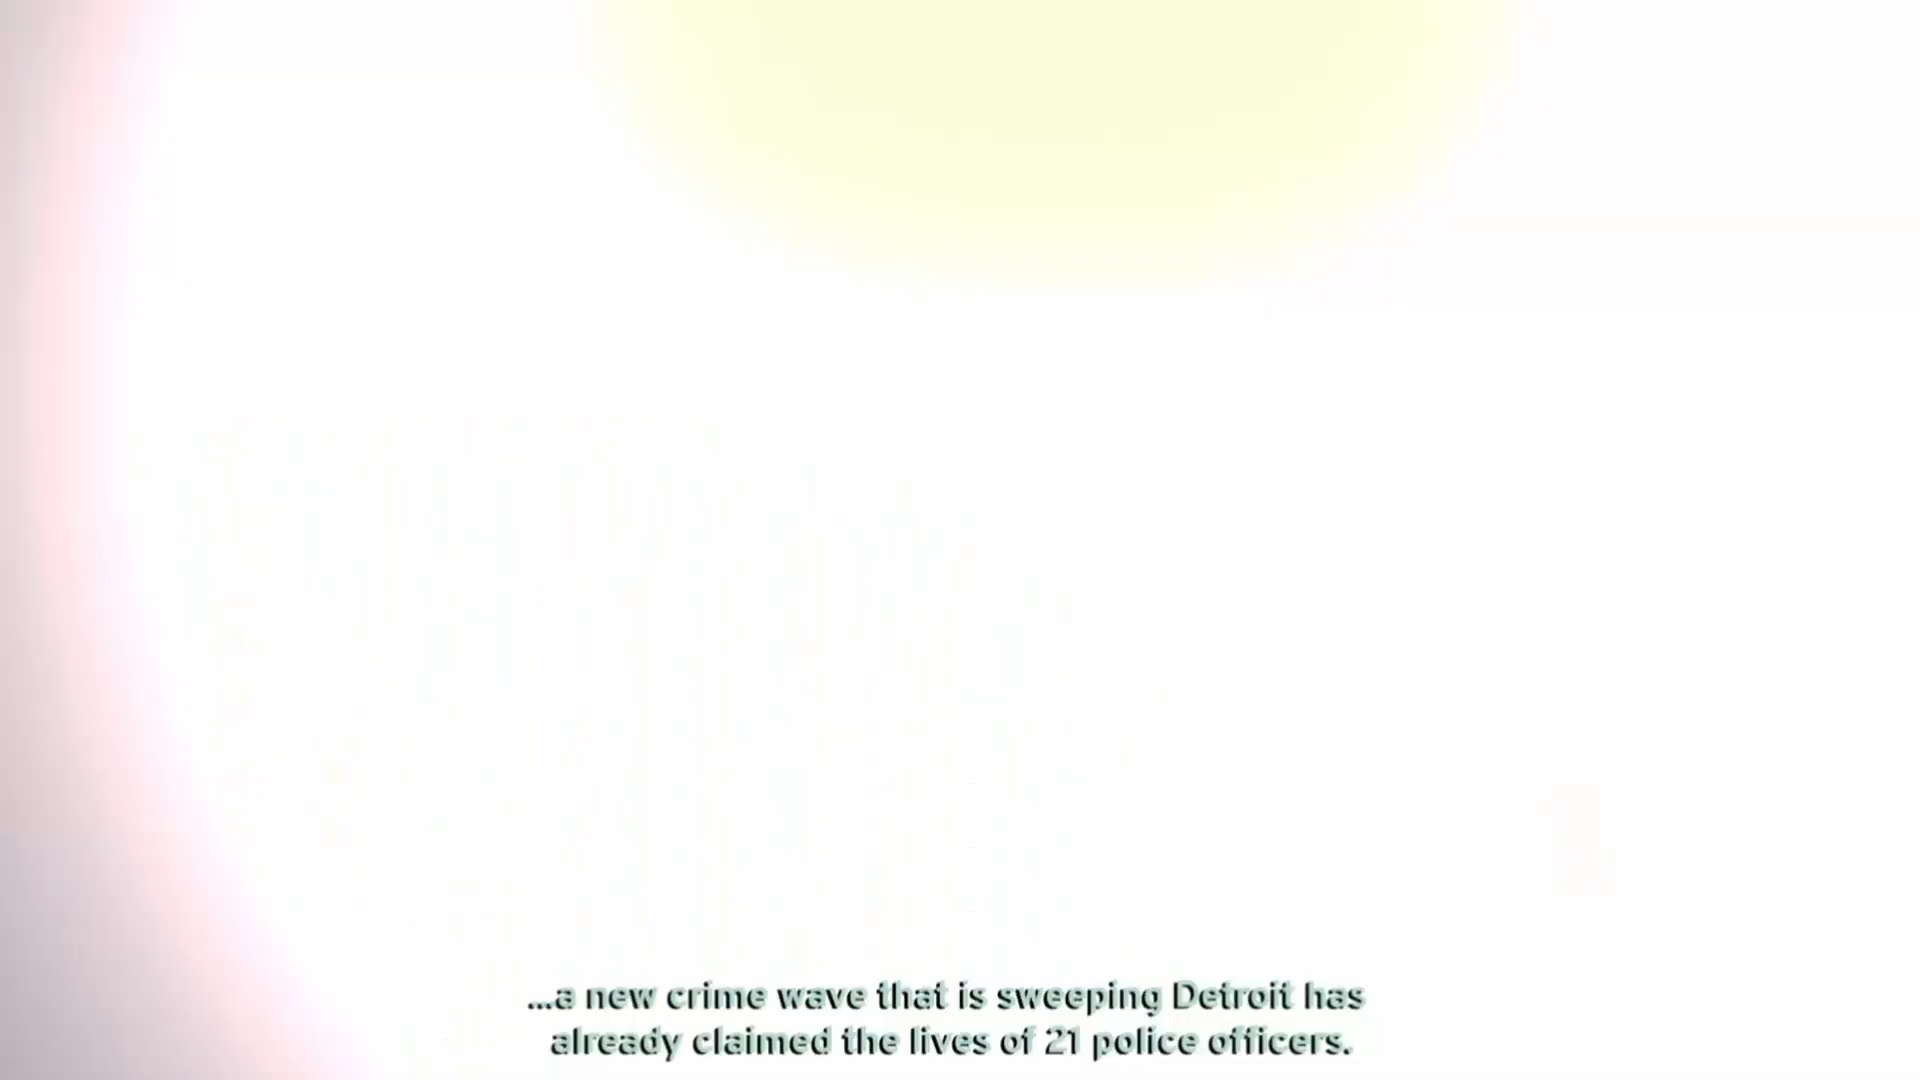 ...a new crime wave that is sweeping Detroit has
already claimed the lives of 21 police officers.